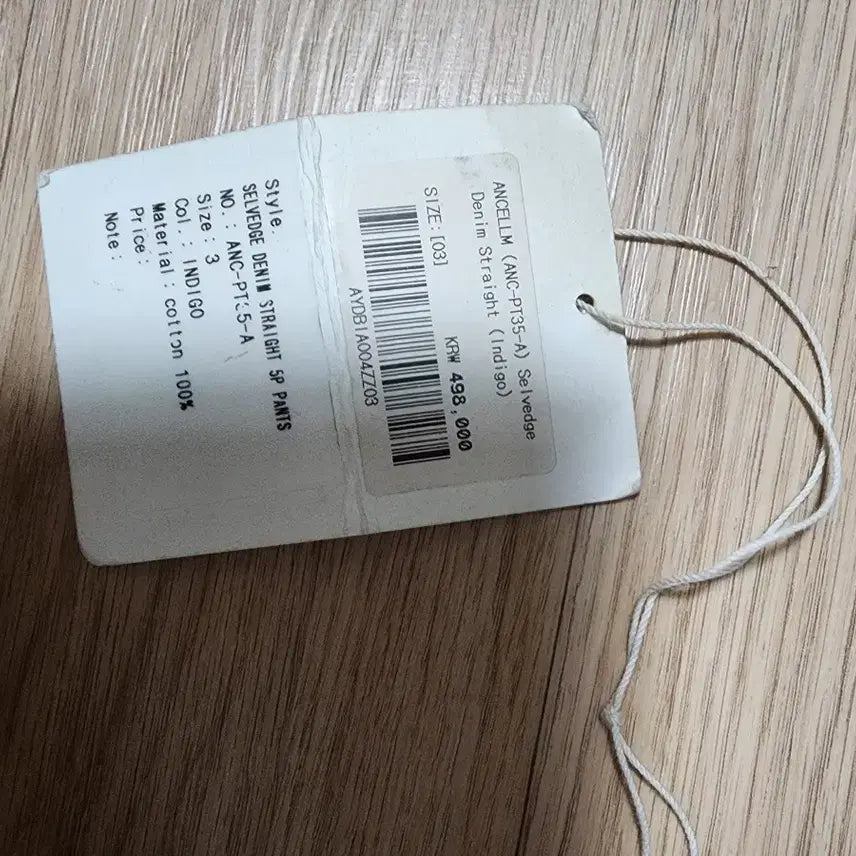 ANCELLM (ANC-PT35-A) Selvedge
Denim Straight (Indigo)
KRW 498,000
SIZE:[03]
AYDBIA004ZZ03
Style:
SELVEDGE DENIM STRAIGHT 5P PANTS
NO.: ANC-PT35-A
Size: 3
Col.: INDIGO
Material: cotton 100%
Price:
Note: